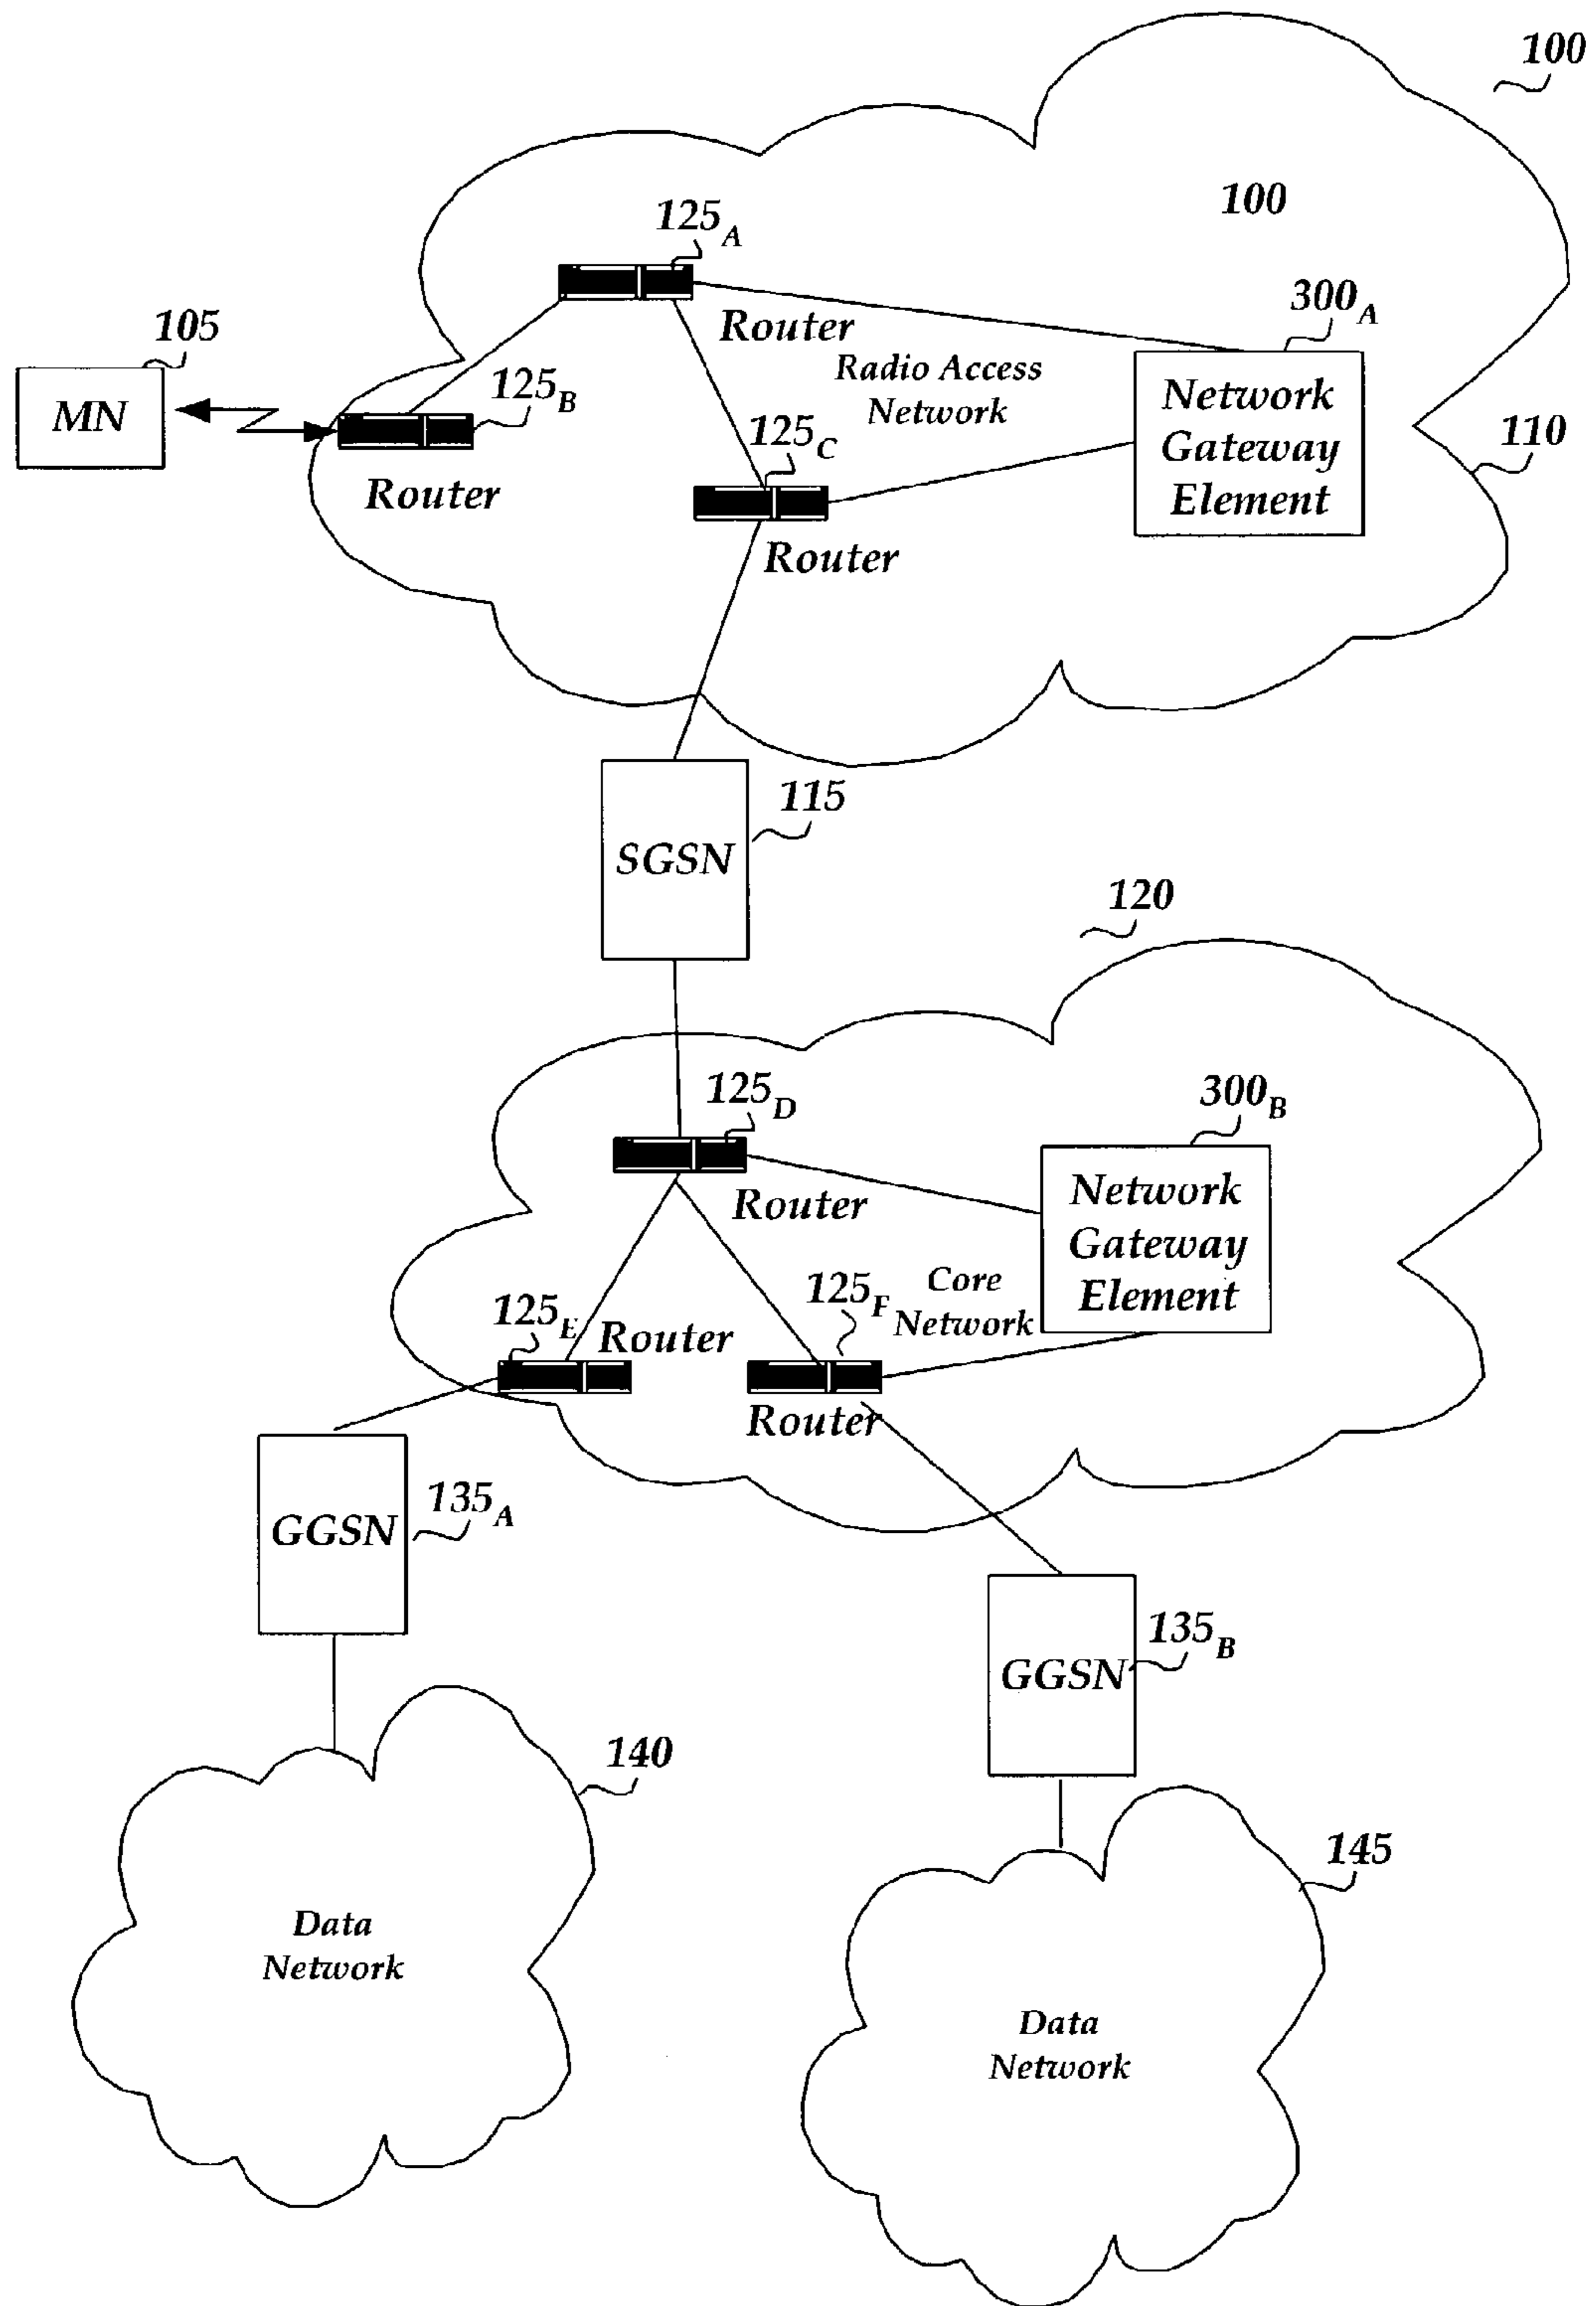 100
100
125A
Router
300A
105
MN
125B
Router
Radio Access
Network
Network
Gateway
Element
110
125C
Router
115
SGSN
120
125D
Router
300B
Network
Gateway
Element
Core
Network
125E
Router
125F
Router
135A
GGSN
135B
GGSN
140
Data
Network
145
Data
Network